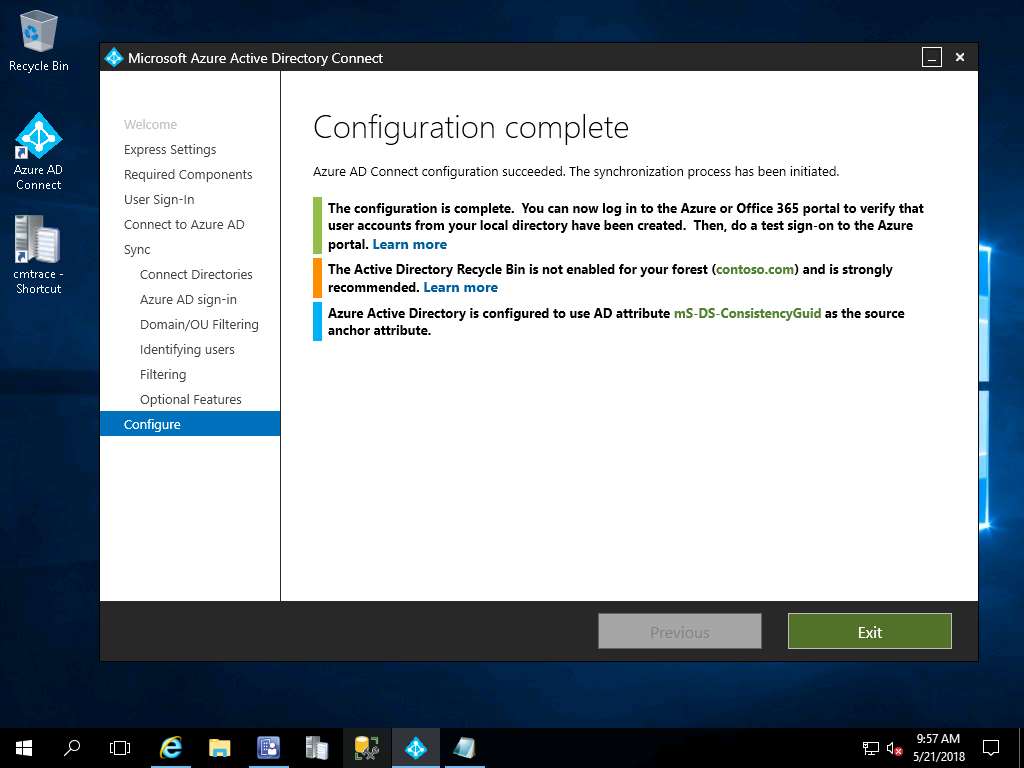 Recycle Bin
Azure AD
Connect
cmtrace -
Shortcut
Microsoft Azure Active Directory Connect
Welcome
Express Settings
Required Components
User Sign-In
Connect to Azure AD
Sync
Connect Directories
Azure AD sign-in
Domain/OU Filtering
Identifying users
Filtering
Optional Features
Configure
Configuration complete
Azure AD Connect configuration succeeded. The synchronization process has been initiated.
The configuration is complete.  You can now log in to the Azure or Office 365 portal to verify that
user accounts from your local directory have been created.  Then, do a test sign-on to the Azure
portal. Learn more
The Active Directory Recycle Bin is not enabled for your forest (contoso.com) and is strongly
recommended. Learn more
Azure Active Directory is configured to use AD attribute mS-DS-ConsistencyGuid as the source
anchor attribute.
Previous
Exit
9:57 AM
5/21/2018